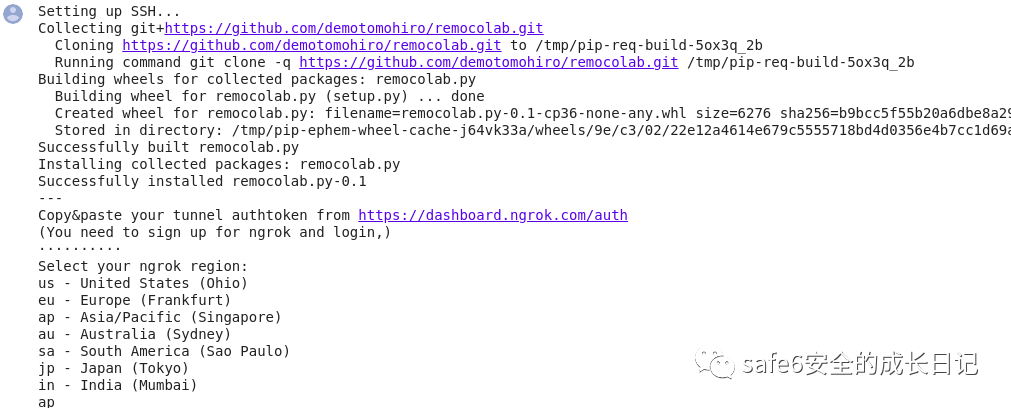 Setting up SSH...
Collecting git+https://github.com/demotomohiro/remocolab.git
Cloning https://github.com/demotomohiro/remocolab.git to /tmp/pip-req-build-5ox3q_2b
Running command git clone -q https://github.com/demotomohiro/remocolab.git /tmp/pip-req-build-5ox3q_2b
Building wheels for collected packages: remocolab.py
Building wheel for remocolab.py (setup.py) ... done
Created wheel for remocolab.py: filename=remocolab.py-0.1-cp36-none-any.whl size=6276 sha256=b9bcc5f55b20a6dbe8a29
Stored in directory: /tmp/pip-ephem-wheel-cache-j64vk33a/wheels/9e/c3/02/22e12a4614e679c5555718bd4d0356e4b7cc1d69a
Successfully built remocolab.py
Installing collected packages: remocolab.py
Successfully installed remocolab.py-0.1
---
Copy&paste your tunnel authtoken from https://dashboard.ngrok.com/auth
(You need to sign up for ngrok and login,)
··········
Select your ngrok region:
us - United States (Ohio)
eu - Europe (Frankfurt)
ap - Asia/Pacific (Singapore)
au - Australia (Sydney)
sa - South America (Sao Paulo)
jp - Japan (Tokyo)
in - India (Mumbai)
ap
safe6安全的成长日记